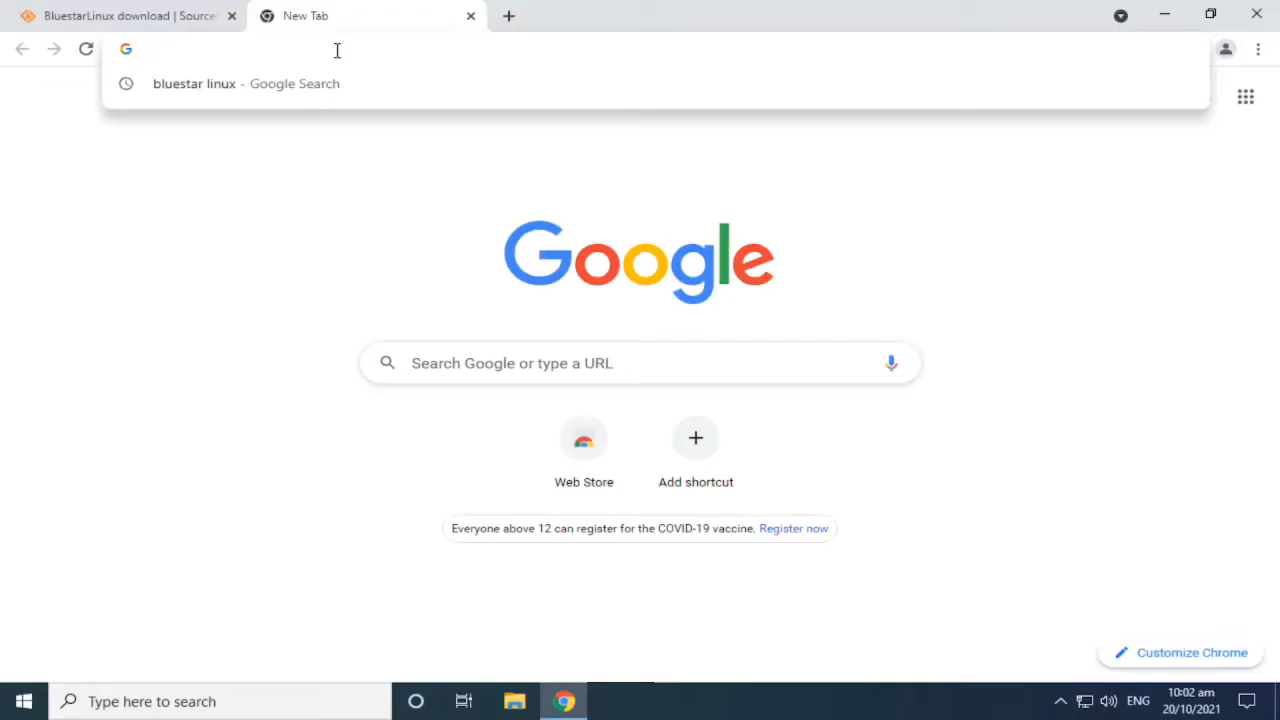 BluestarLinux download | Source
New Tab
bluestar linux - Google Search
Google
Search Google or type a URL
Web Store
Add shortcut
Everyone above 12 can register for the COVID-19 vaccine. Register now
Customize Chrome
Type here to search
ENG
10:02 am
20/10/2021